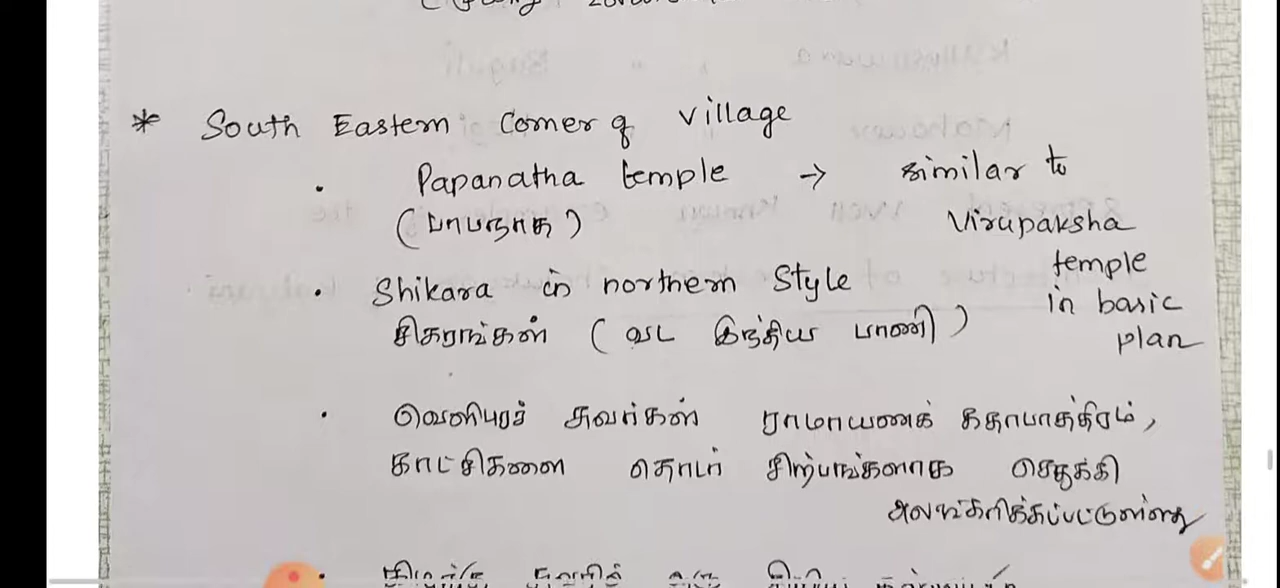 * South Eastern Corner of village
• Papanatha temple → similar to
(பாபநாத) Virupaksha
temple
• Shikara in northern Style in basic
சிகரங்கள் (வட இந்திய பாணி) plan
• வெளிபுறச் சுவர்கள் ராமாயணக் கதாபாத்திரம்,
காட்சிகளை தொடர் சிற்பங்களாக செதுக்கி
அலங்கரிக்கப்பட்டுள்ளது